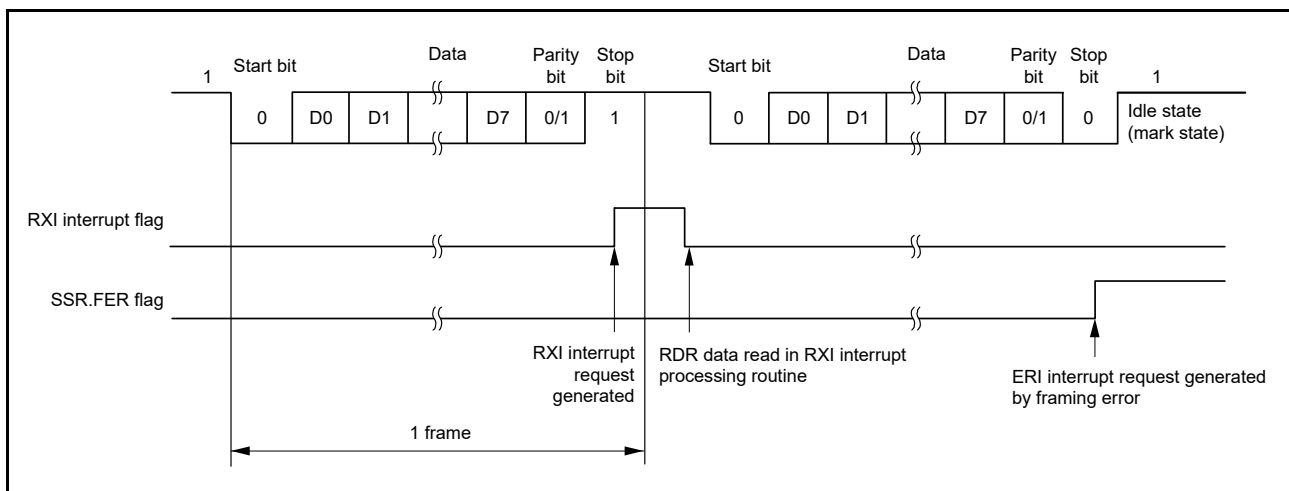 1
Start bit
Data
Parity bit
Stop bit
Start bit
Data
Parity bit
Stop bit
1
0
D0
D1
D7
0/1
1
0
D0
D1
D7
0/1
0
Idle state
(mark state)
RXI interrupt flag
SSR.FER flag
RXI interrupt
request
generated
RDR data read in RXI interrupt
processing routine
ERI interrupt request generated
by framing error
1 frame